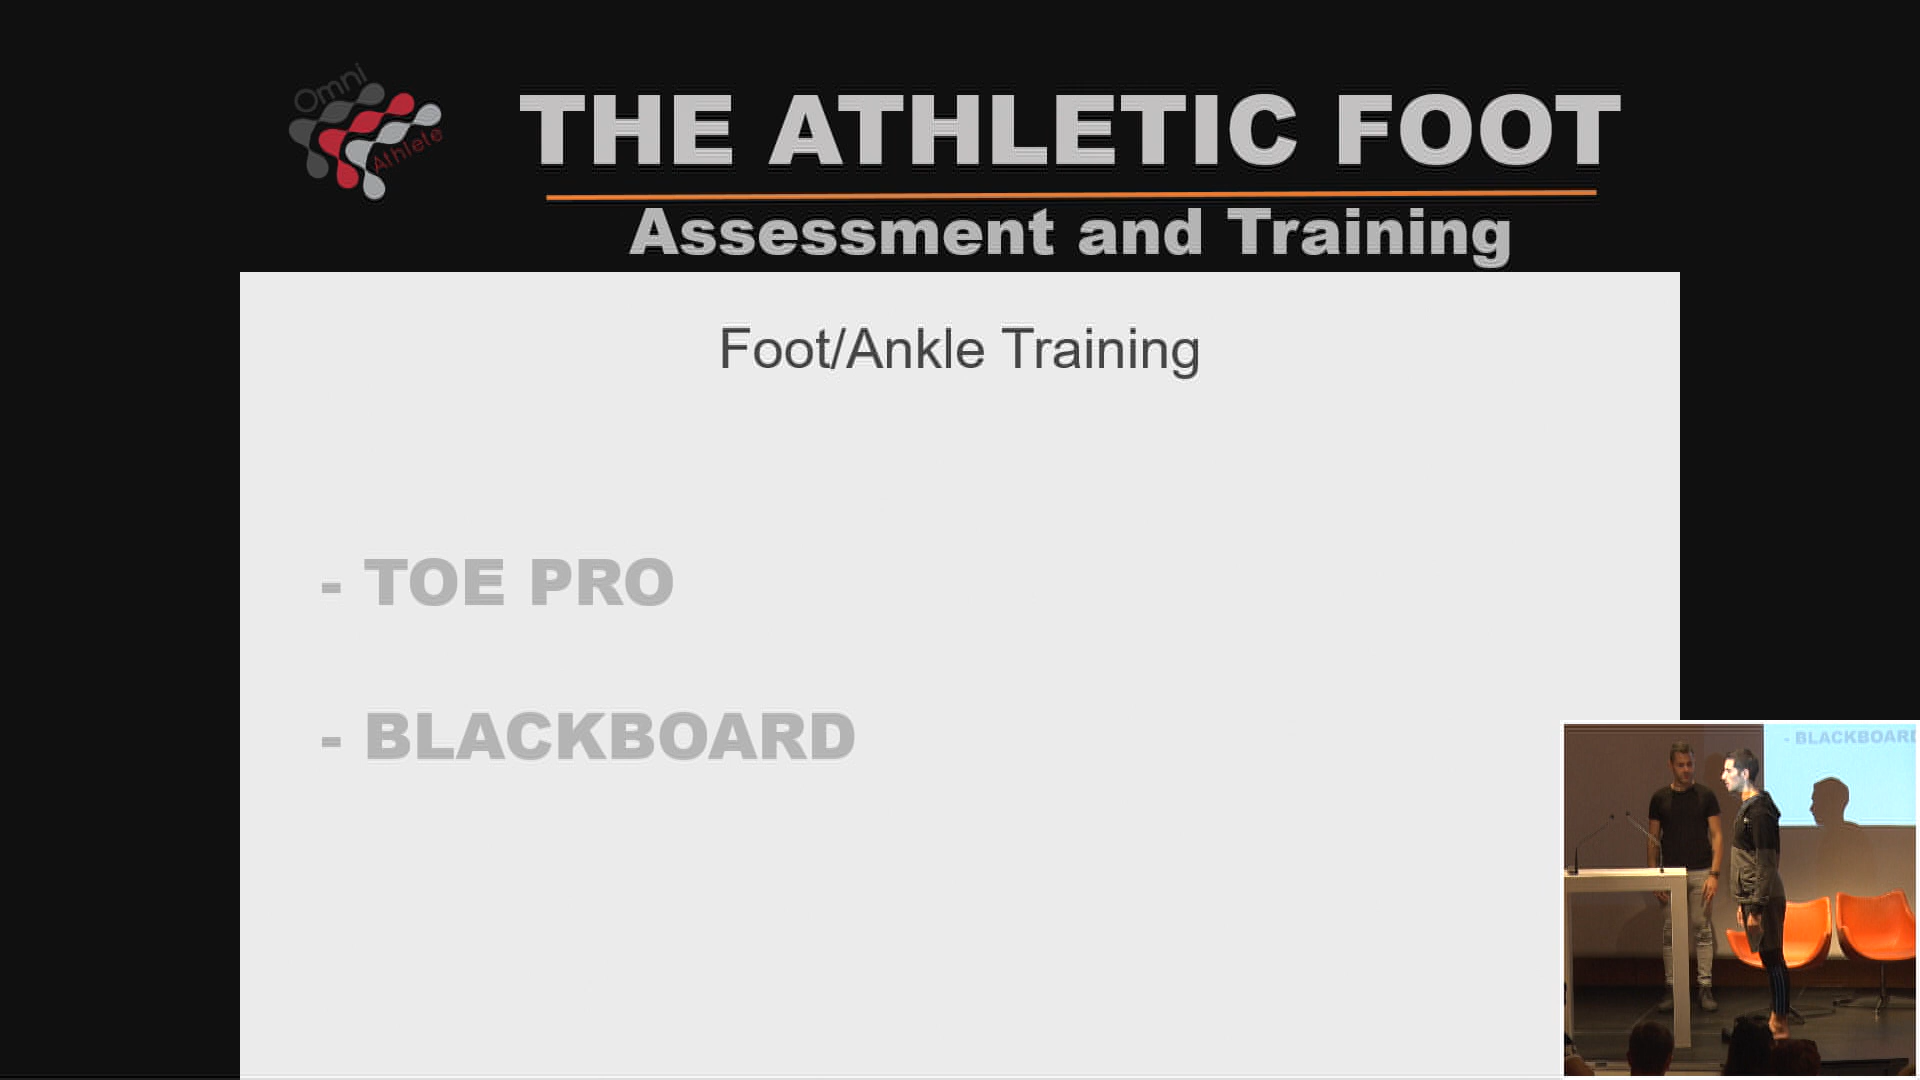 Omni
Athlete
THE ATHLETIC FOOT
Assessment and Training
Foot/Ankle Training
- TOE PRO
- BLACKBOARD
- BLACKBOARD